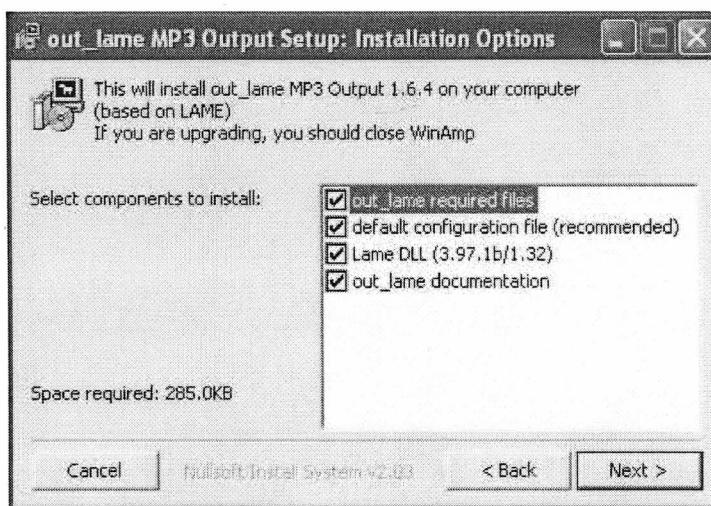 out_lame MP3 Output Setup: Installation Options
This will install out_lame MP3 Output 1.6.4 on your computer
(based on LAME)
If you are upgrading, you should close WinAmp
Select components to install:
out_lame required files
default configuration file (recommended)
Lame DLL (3.97.1b/1.32)
out_lame documentation
Space required: 285.0KB
Cancel
Nullsoft Install System v2.03
< Back
Next >